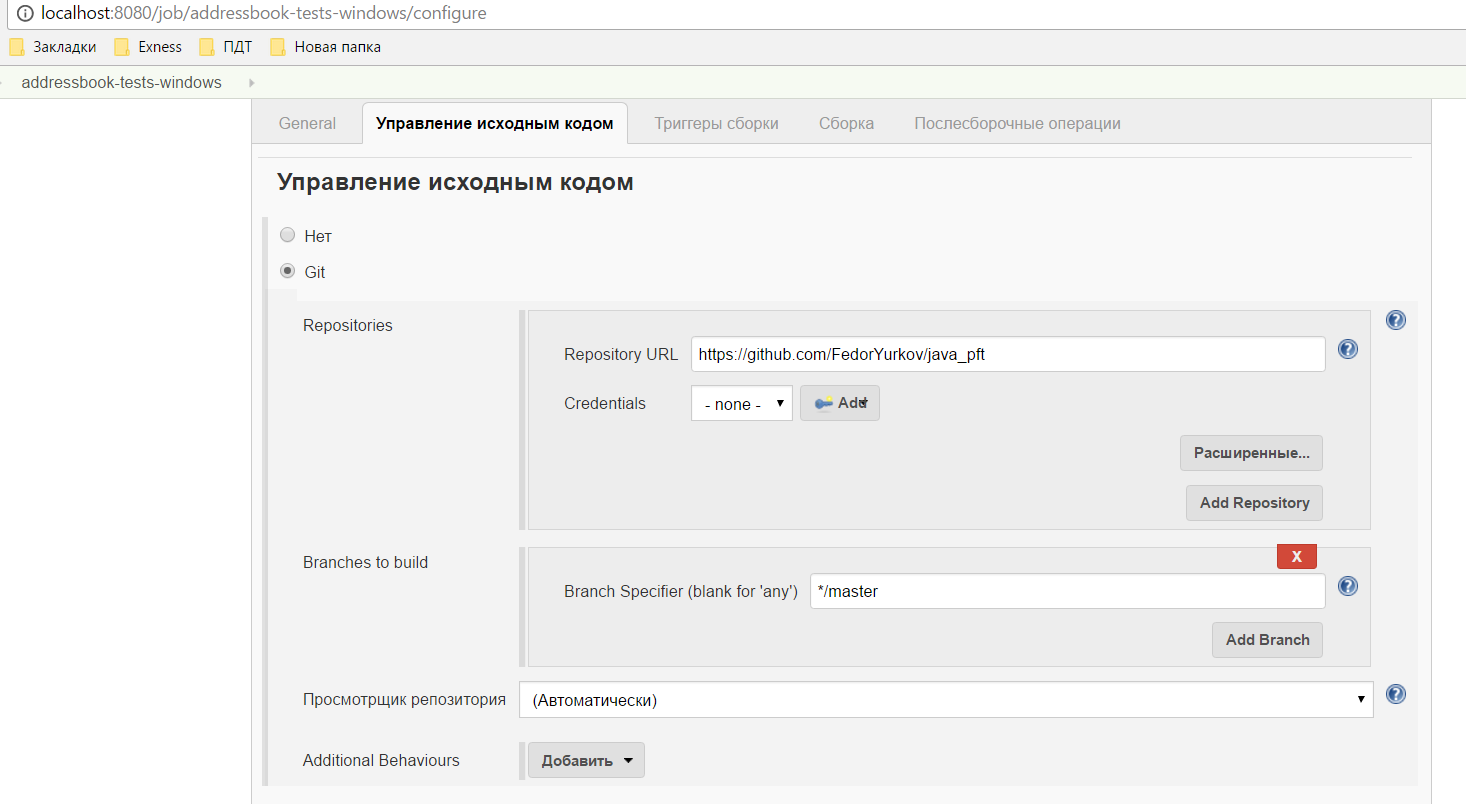 localhost:8080/job/addressbook-tests-windows/configure
Закладки Exness ПДТ Новая папка
addressbook-tests-windows
General Управление исходным кодом Триггеры сборки Сборка Послесборочные операции
Управление исходным кодом
Нет
Git
Repositories
Repository URL https://github.com/FedorYurkov/java_pft
Credentials - none - Add
Расширенные...
Add Repository
Branches to build
X
Branch Specifier (blank for 'any') */master
Add Branch
Просмотрщик репозитория (Автоматически)
Additional Behaviours Добавить